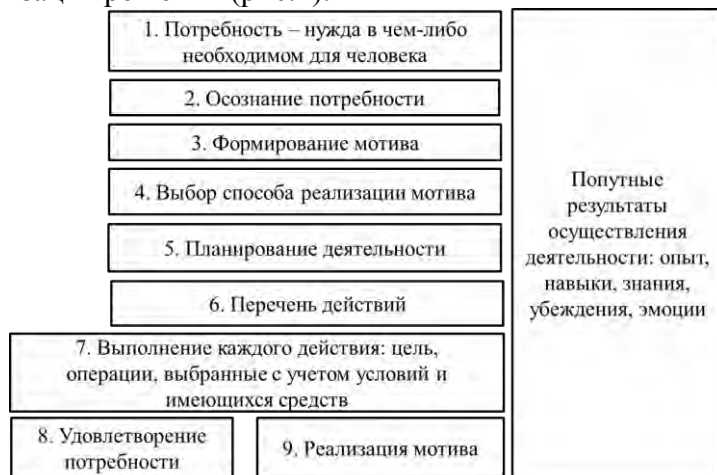 1. Потребность – нужда в чем-либо
необходимом для человека
2. Осознание потребности
3. Формирование мотива
4. Выбор способа реализации мотива
5. Планирование деятельности
6. Перечень действий
7. Выполнение каждого действия: цель,
операции, выбранные с учетом условий и
имеющихся средств
8. Удовлетворение
потребности
9. Реализация мотива
Попутные
результаты
осуществления
деятельности: опыт,
навыки, знания,
убеждения, эмоции